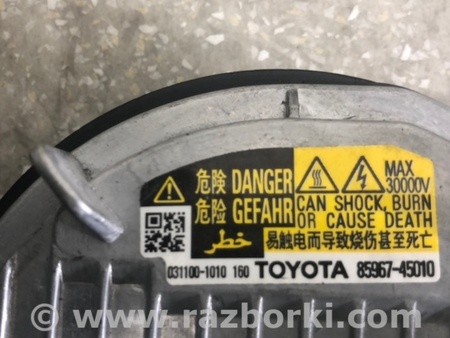 危険 DANGER
危险 GEFAHR
خطر
MAX
30000V
CAN SHOCK, BURN
OR CAUSE DEATH
易触电而导致烧伤甚至死亡
031100-1010 160 TOYOTA 85967-45010
© www.razborki.com